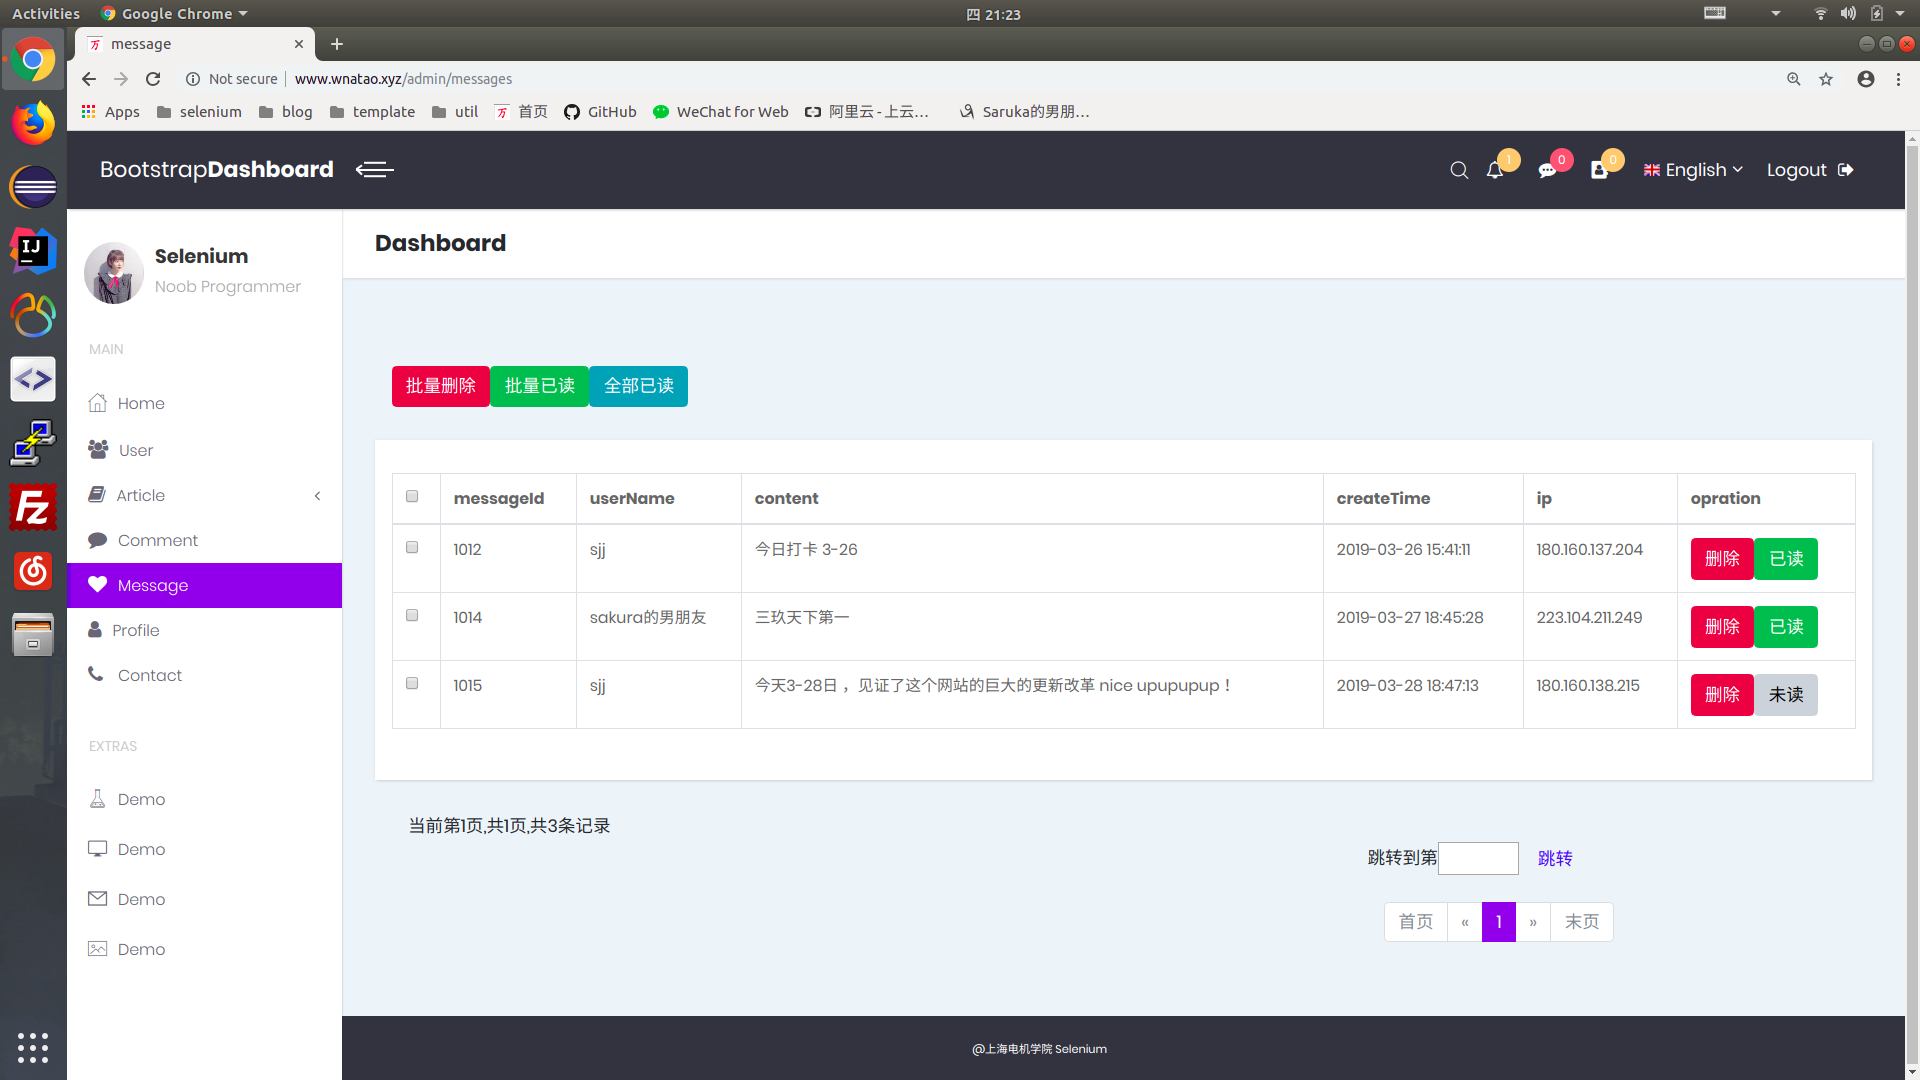 Activities Google Chrome 四 21:23
message
Not secure www.wnatao.xyz/admin/messages
Apps selenium blog template util 首页 GitHub WeChat for Web 阿里云 - 上云… Saruka的男朋…
BootstrapDashboard 1 0 0 English Logout
Selenium
Noob Programmer
Dashboard
MAIN
Home
User
Article
Comment
Message
Profile
Contact
EXTRAS
Demo
Demo
Demo
Demo
批量删除 批量已读 全部已读
messageId userName content createTime ip opration
1012 sjj 今日打卡 3-26 2019-03-26 15:41:11 180.160.137.204 删除 已读
1014 sakura的男朋友 三玖天下第一 2019-03-27 18:45:28 223.104.211.249 删除 已读
1015 sjj 今天3-28日 ，见证了这个网站的巨大的更新改革 nice upupupup！ 2019-03-28 18:47:13 180.160.138.215 删除 未读
当前第1页,共1页,共3条记录
跳转到第 跳转
首页 « 1 » 末页
@上海电机学院 Selenium